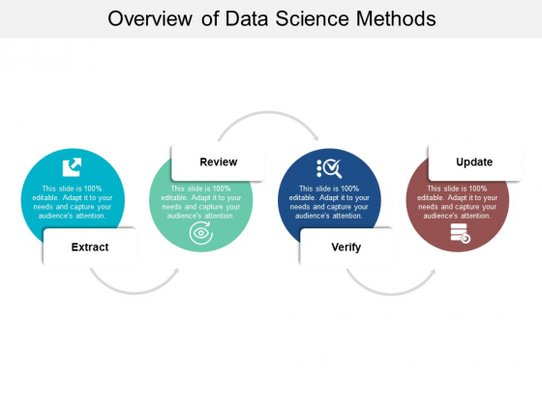 Overview of Data Science Methods
This slide is 100%
editable. Adapt it to your
needs and capture your
audience's attention.
Extract
Review
This slide is 100%
editable. Adapt it to your
needs and capture your
audience's attention.
This slide is 100%
editable. Adapt it to your
needs and capture your
audience's attention.
Verify
Update
This slide is 100%
editable. Adapt it to your
needs and capture your
audience's attention.